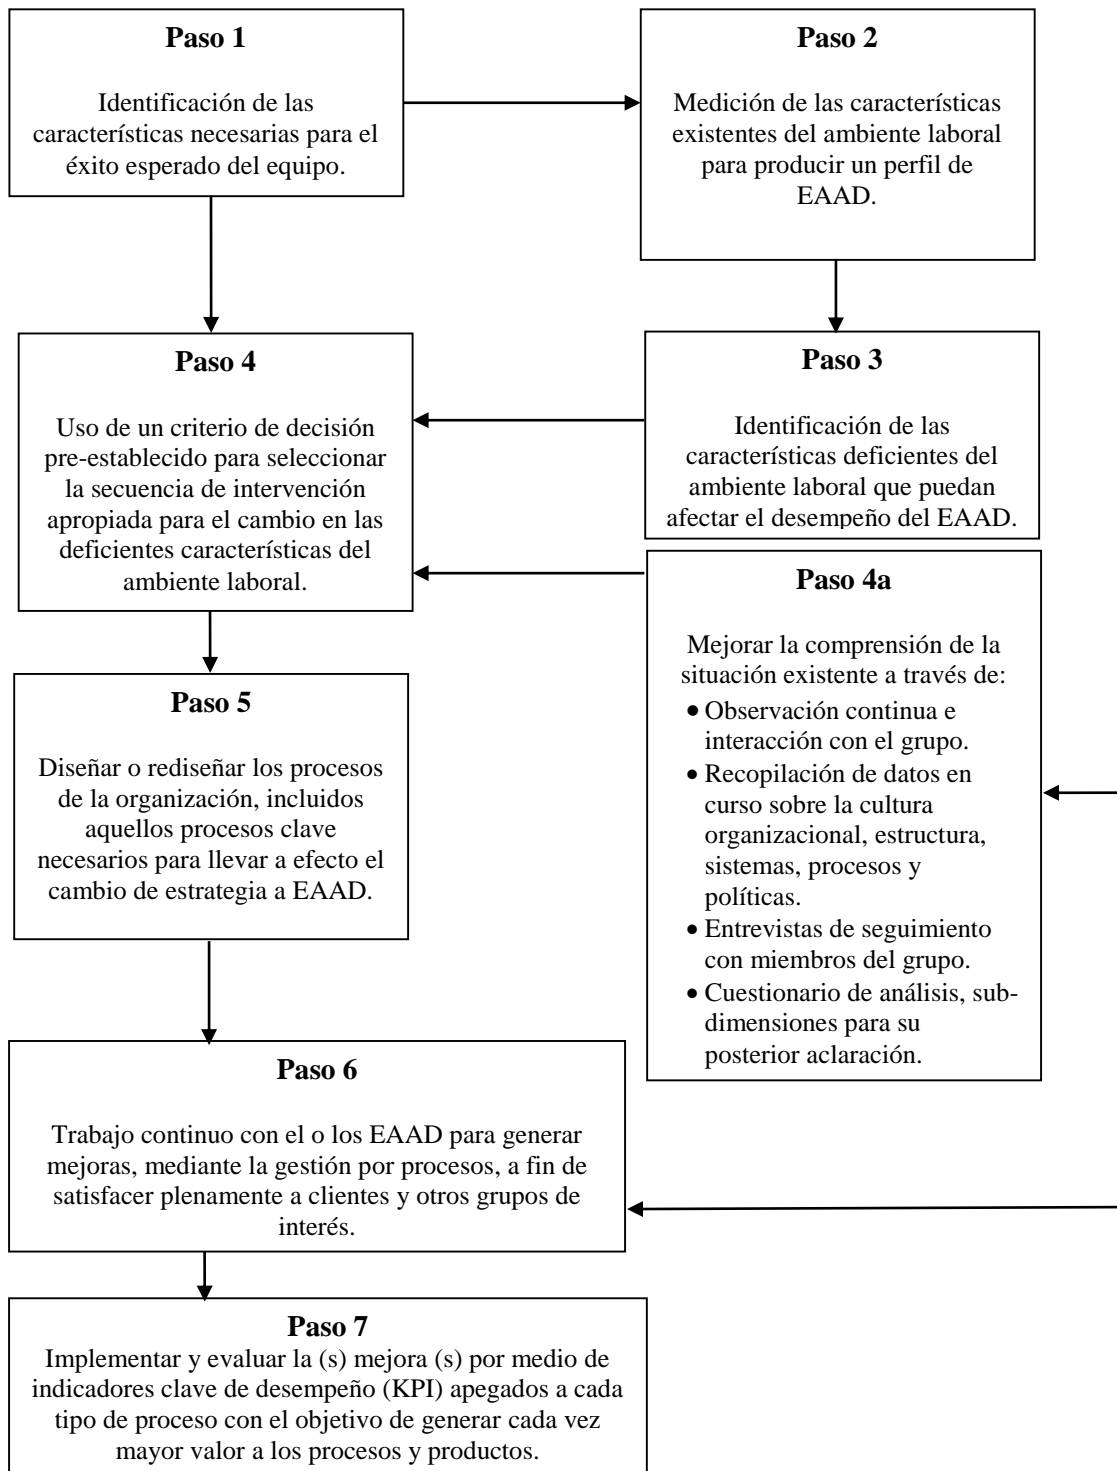 Paso 1
Identificación de las
características necesarias para el
éxito esperado del equipo.
Paso 2
Medición de las características
existentes del ambiente laboral
para producir un perfil de
EAAD.
Paso 3
Identificación de las
características deficientes del
ambiente laboral que puedan
afectar el desempeño del EAAD.
Paso 4
Uso de un criterio de decisión
pre-establecido para seleccionar
la secuencia de intervención
apropiada para el cambio en las
deficientes características del
ambiente laboral.
Paso 4a
Mejorar la comprensión de la
situación existente a través de:
• Observación continua e
interacción con el grupo.
• Recopilación de datos en
curso sobre la cultura
organizacional, estructura,
sistemas, procesos y
políticas.
• Entrevistas de seguimiento
con miembros del grupo.
• Cuestionario de análisis, sub-
dimensiones para su
posterior aclaración.
Paso 5
Diseñar o rediseñar los procesos
de la organización, incluidos
aquellos procesos clave
necesarios para llevar a efecto el
cambio de estrategia a EAAD.
Paso 6
Trabajo continuo con el o los EAAD para generar
mejoras, mediante la gestión por procesos, a fin de
satisfacer plenamente a clientes y otros grupos de
interés.
Paso 7
Implementar y evaluar la (s) mejora (s) por medio de
indicadores clave de desempeño (KPI) apegados a cada
tipo de proceso con el objetivo de generar cada vez
mayor valor a los procesos y productos.